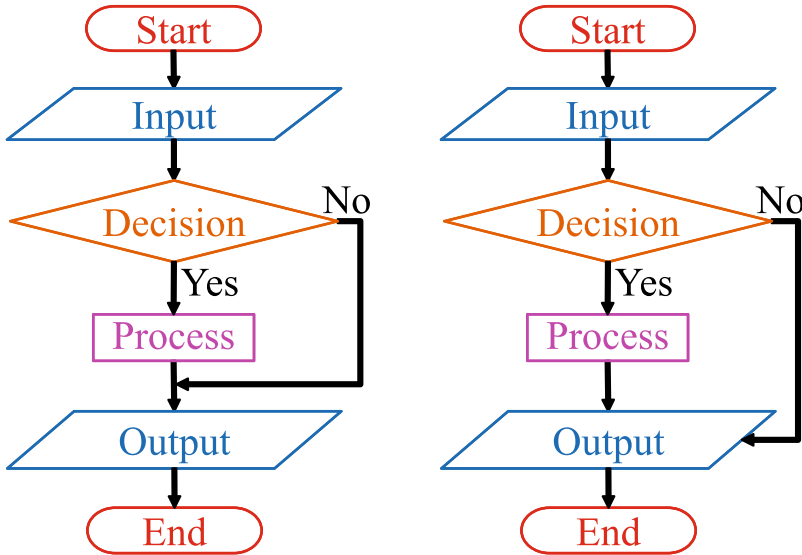 Start
Input
Decision
No
Yes
Process
Output
End
Start
Input
Decision
No
Yes
Process
Output
End